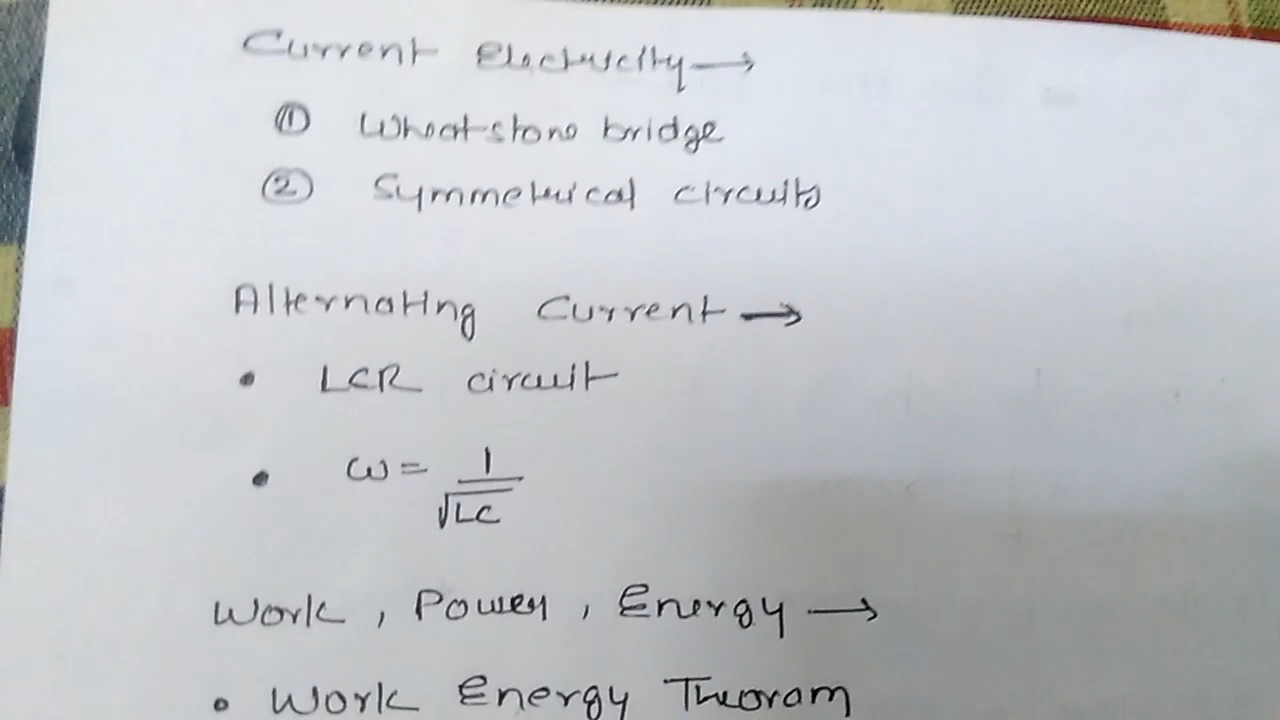 Current Electricity →
① Wheatstone bridge
② Symmetrical circuits
Alternating Current →
• LCR circuit
• ω = 1/√LC
Work, Power, Energy →
• Work Energy Theoram